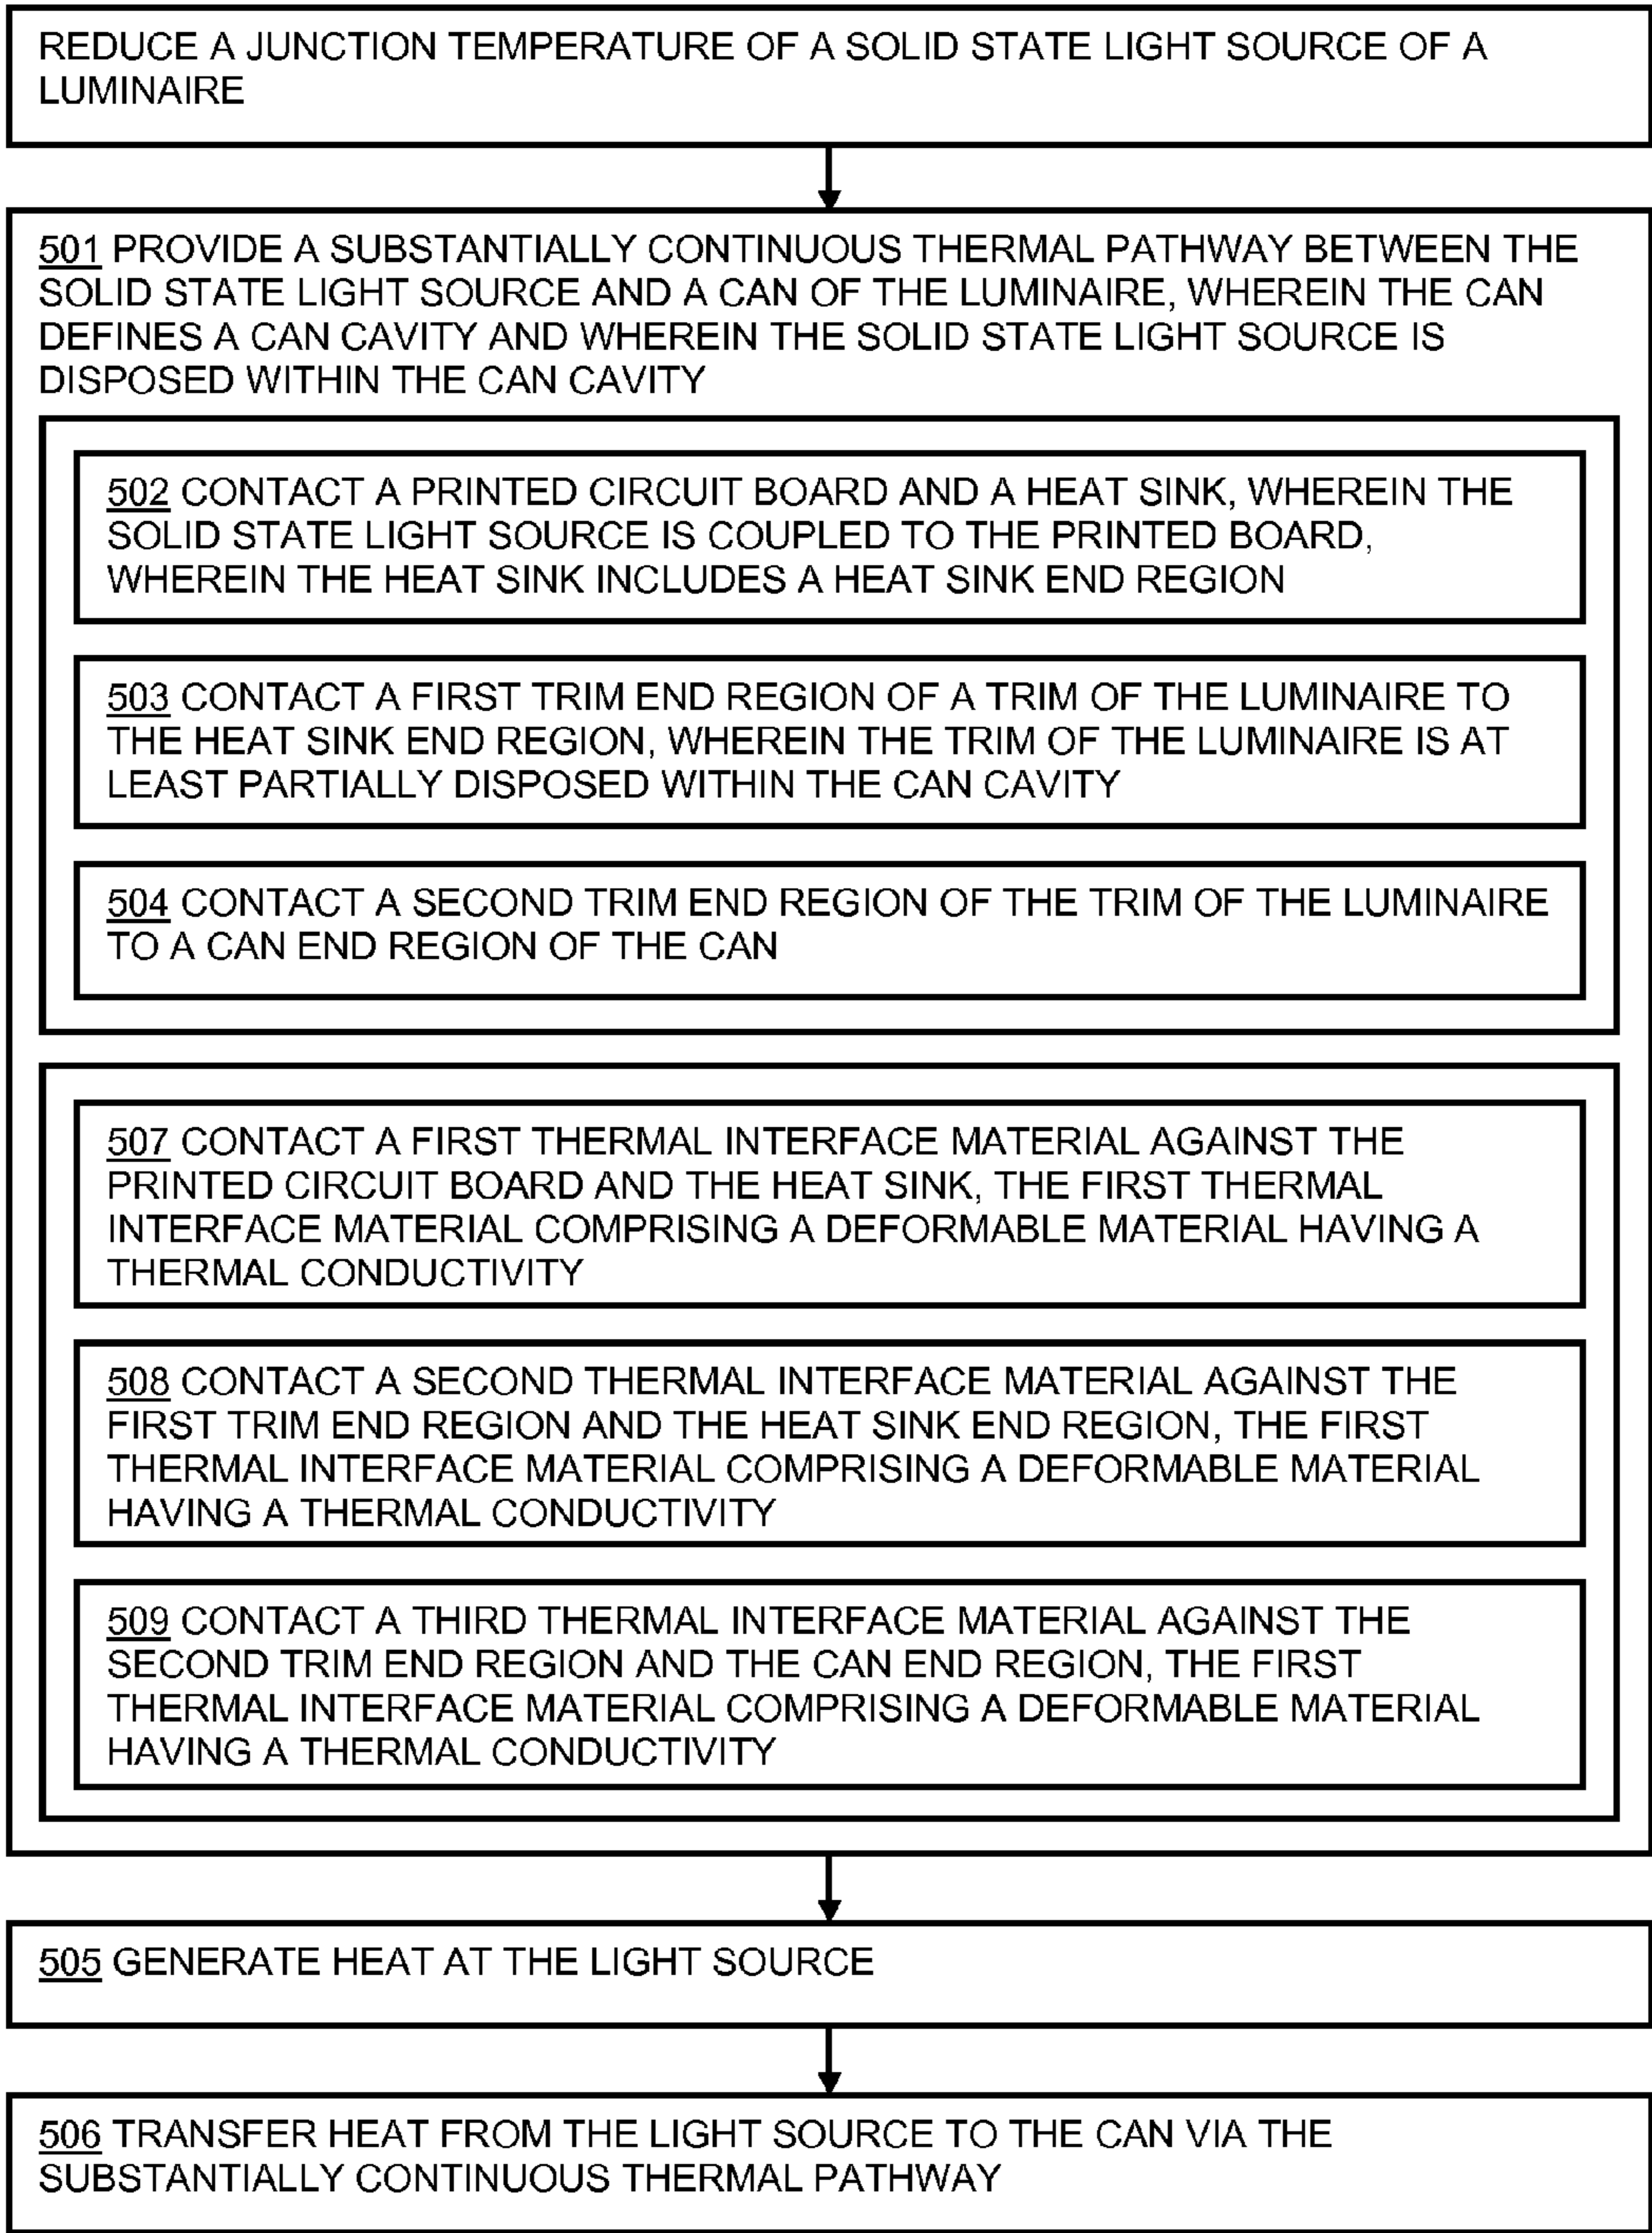 REDUCE A JUNCTION TEMPERATURE OF A SOLID STATE LIGHT SOURCE OF A
LUMINAIRE
501 PROVIDE A SUBSTANTIALLY CONTINUOUS THERMAL PATHWAY BETWEEN THE
SOLID STATE LIGHT SOURCE AND A CAN OF THE LUMINAIRE, WHEREIN THE CAN
DEFINES A CAN CAVITY AND WHEREIN THE SOLID STATE LIGHT SOURCE IS
DISPOSED WITHIN THE CAN CAVITY
502 CONTACT A PRINTED CIRCUIT BOARD AND A HEAT SINK, WHEREIN THE
SOLID STATE LIGHT SOURCE IS COUPLED TO THE PRINTED BOARD,
WHEREIN THE HEAT SINK INCLUDES A HEAT SINK END REGION
503 CONTACT A FIRST TRIM END REGION OF A TRIM OF THE LUMINAIRE TO
THE HEAT SINK END REGION, WHEREIN THE TRIM OF THE LUMINAIRE IS AT
LEAST PARTIALLY DISPOSED WITHIN THE CAN CAVITY
504 CONTACT A SECOND TRIM END REGION OF THE TRIM OF THE LUMINAIRE
TO A CAN END REGION OF THE CAN
507 CONTACT A FIRST THERMAL INTERFACE MATERIAL AGAINST THE
PRINTED CIRCUIT BOARD AND THE HEAT SINK, THE FIRST THERMAL
INTERFACE MATERIAL COMPRISING A DEFORMABLE MATERIAL HAVING A
THERMAL CONDUCTIVITY
508 CONTACT A SECOND THERMAL INTERFACE MATERIAL AGAINST THE
FIRST TRIM END REGION AND THE HEAT SINK END REGION, THE FIRST
THERMAL INTERFACE MATERIAL COMPRISING A DEFORMABLE MATERIAL
HAVING A THERMAL CONDUCTIVITY
509 CONTACT A THIRD THERMAL INTERFACE MATERIAL AGAINST THE
SECOND TRIM END REGION AND THE CAN END REGION, THE FIRST
THERMAL INTERFACE MATERIAL COMPRISING A DEFORMABLE MATERIAL
HAVING A THERMAL CONDUCTIVITY
505 GENERATE HEAT AT THE LIGHT SOURCE
506 TRANSFER HEAT FROM THE LIGHT SOURCE TO THE CAN VIA THE
SUBSTANTIALLY CONTINUOUS THERMAL PATHWAY